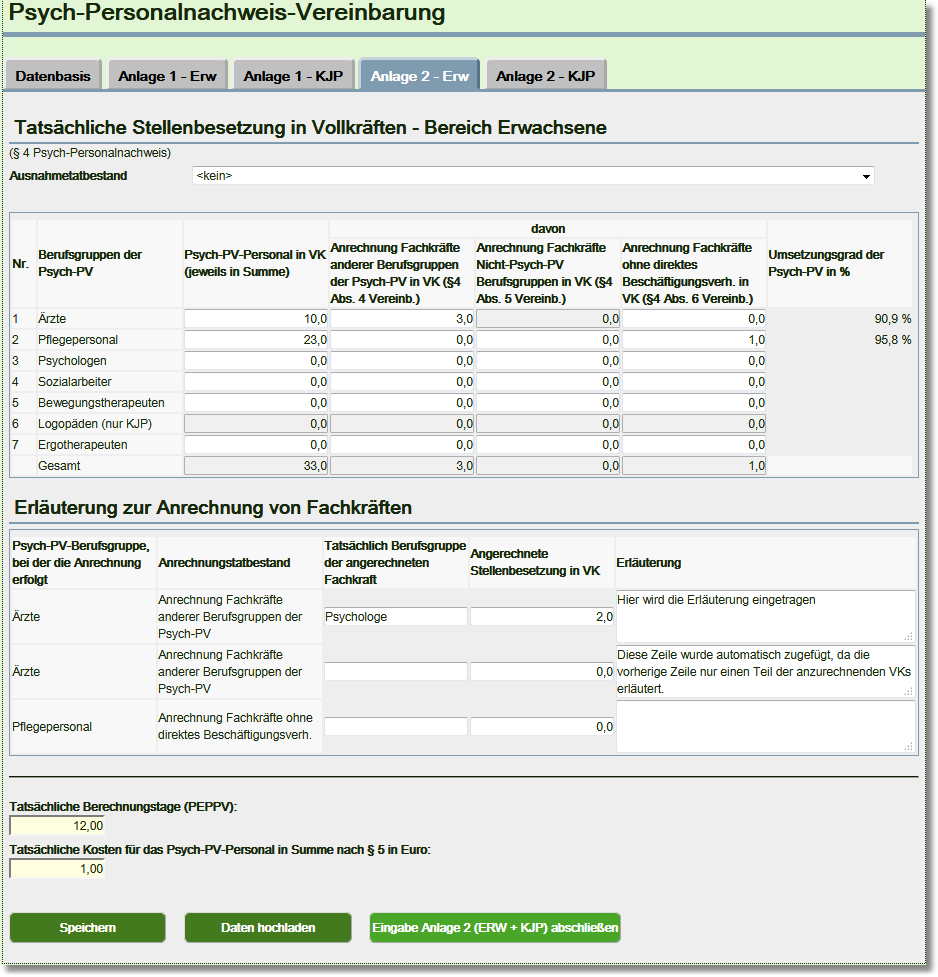 Psych-Personalnachweis-Vereinbarung
Datenbasis Anlage 1 - Erw Anlage 1 - KJP Anlage 2 - Erw Anlage 2 - KJP
Tatsächliche Stellenbesetzung in Vollkräften - Bereich Erwachsene
(§ 4 Psych-Personalnachweis)
Ausnahmetatbestand <kein>
davon
Nr. Berufsgruppen der Psych-PV Psych-PV-Personal in VK (jeweils in Summe) Anrechnung Fachkräfte anderer Berufsgruppen der Psych-PV in VK (§4 Abs. 4 Vereinb.) Anrechnung Fachkräfte Nicht-Psych-PV Berufsgruppen in VK (§4 Abs. 5 Vereinb.) Anrechnung Fachkräfte ohne direktes Beschäftigungsverh. in VK (§4 Abs. 6 Vereinb.) Umsetzungsgrad der Psych-PV in %
1 Ärzte 10,0 3,0 0,0 0,0 90,9 %
2 Pflegepersonal 23,0 0,0 0,0 1,0 95,8 %
3 Psychologen 0,0 0,0 0,0 0,0
4 Sozialarbeiter 0,0 0,0 0,0 0,0
5 Bewegungstherapeuten 0,0 0,0 0,0 0,0
6 Logopäden (nur KJP) 0,0 0,0 0,0 0,0
7 Ergotherapeuten 0,0 0,0 0,0 0,0
Gesamt 33,0 3,0 0,0 1,0
Erläuterung zur Anrechnung von Fachkräften
Psych-PV-Berufsgruppe, bei der die Anrechnung erfolgt Anrechnungstatbestand Tatsächlich Berufsgruppe der angerechneten Fachkraft Angerechnete Stellenbesetzung in VK Erläuterung
Ärzte Anrechnung Fachkräfte anderer Berufsgruppen der Psych-PV Psychologe 2,0 Hier wird die Erläuterung eingetragen
Ärzte Anrechnung Fachkräfte anderer Berufsgruppen der Psych-PV 0,0 Diese Zeile wurde automatisch zugefügt, da die vorherige Zeile nur einen Teil der anzurechnenden VKs erläutert.
Pflegepersonal Anrechnung Fachkräfte ohne direktes Beschäftigungsverh. 0,0
Tatsächliche Berechnungstage (PEPPV):
12,00
Tatsächliche Kosten für das Psych-PV-Personal in Summe nach § 5 in Euro:
1,00
Speichern Daten hochladen Eingabe Anlage 2 (ERW + KJP) abschließen